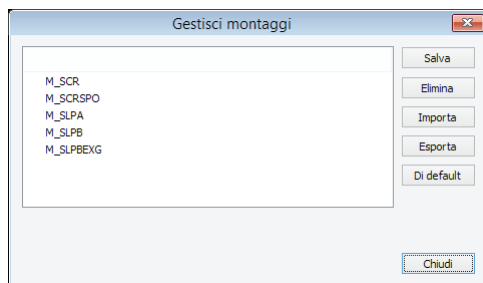 Gestisci montaggi
M_SCR
M_SCRSPO
M_SLPA
M_SLPB
M_SLPBEXG
Salva
Elimina
Importa
Esporta
Di default
Chiudi